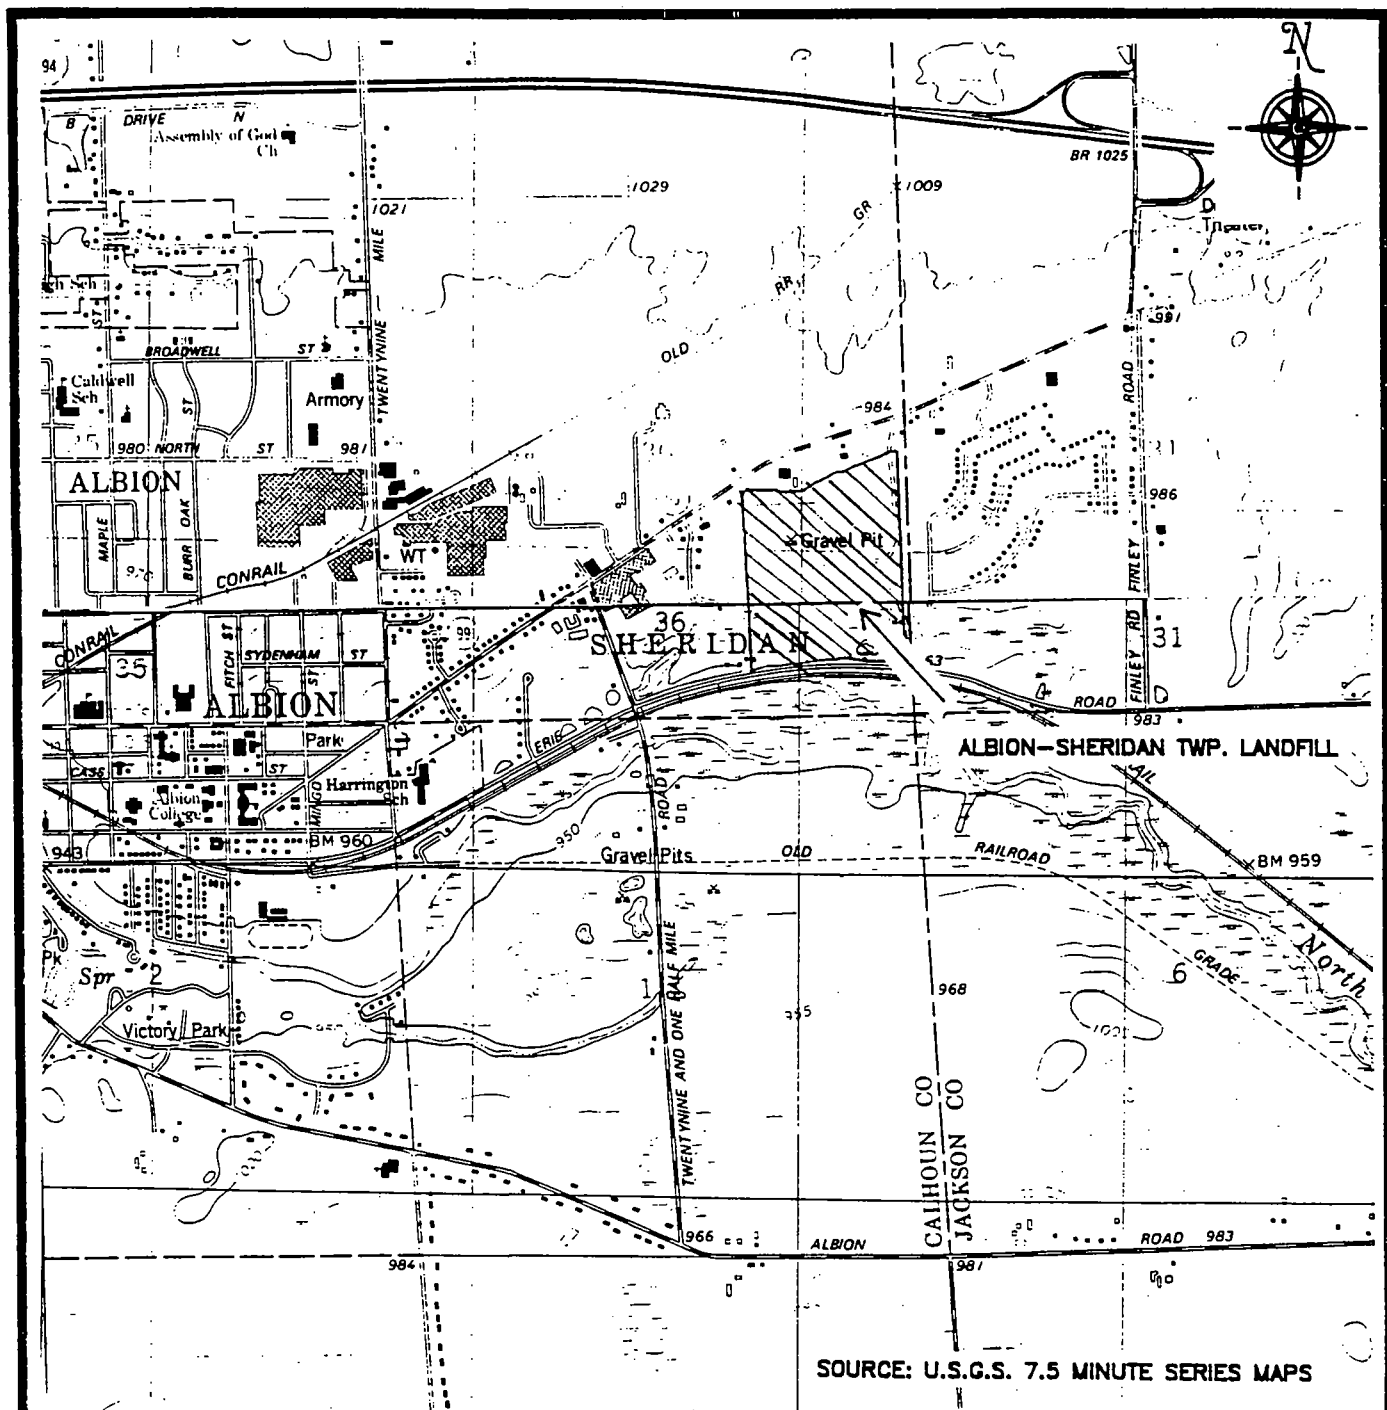 N
94
B
DRIVE N
Assembly of God
Ch
BR 1025
1029
1009
1021
GR
RR
OLD
MILE
TWENTYNINE
ST
BROADWELL ST
Caldwell
Sch
ST
Armory
984
991
ROAD
980 NORTH ST 981
ALBION
986
MAPLE
BURR OAK
WT
Gravel Pit
FINLEY
CONRAIL
CONRAIL
36
SHERIDAN
31
FINLEY RD
35
FITCH ST
SYDENHAM ST
ST
ALBION
ROAD
983
Park
ERIE
CASS ST
ALBION-SHERIDAN TWP. LANDFILL
Harrington
Sch
Albion
College
MINGO
ROAD
BM 960
950
943
Gravel Pits
OLD
RAILROAD
BM 959
North
GRADE
6
Pk
Spr
2
1
968
Victory Park
TWENTYNINE AND ONE HALF MILE
CALHOUN CO
JACKSON CO
966
ALBION
ROAD 983
984
981
SOURCE: U.S.G.S. 7.5 MINUTE SERIES MAPS